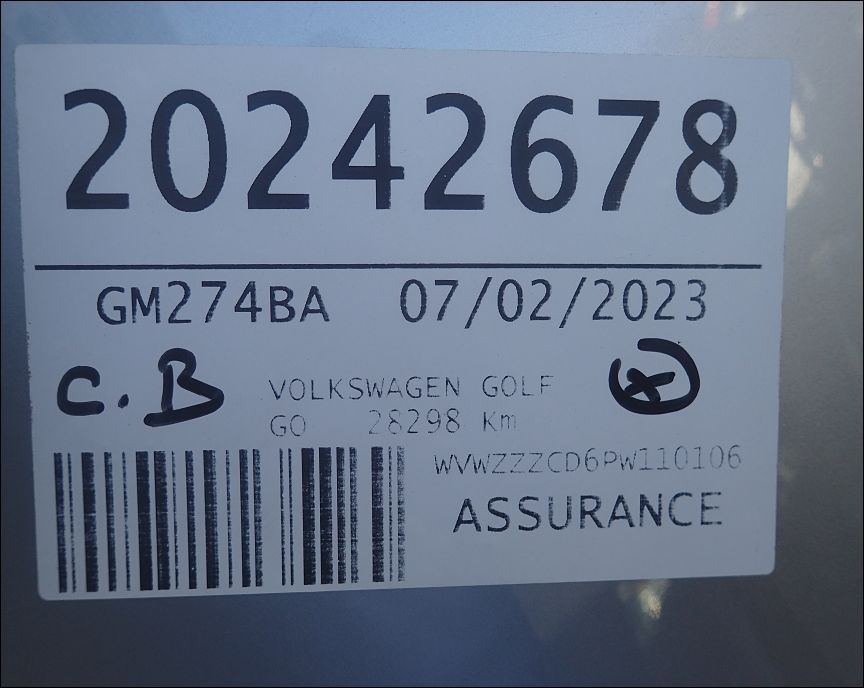 20242678
GM274BA 07/02/2023
C.B
VOLKSWAGEN GOLF
X
GO 28298 Km
WVWZZZCD6PW110106
ASSURANCE